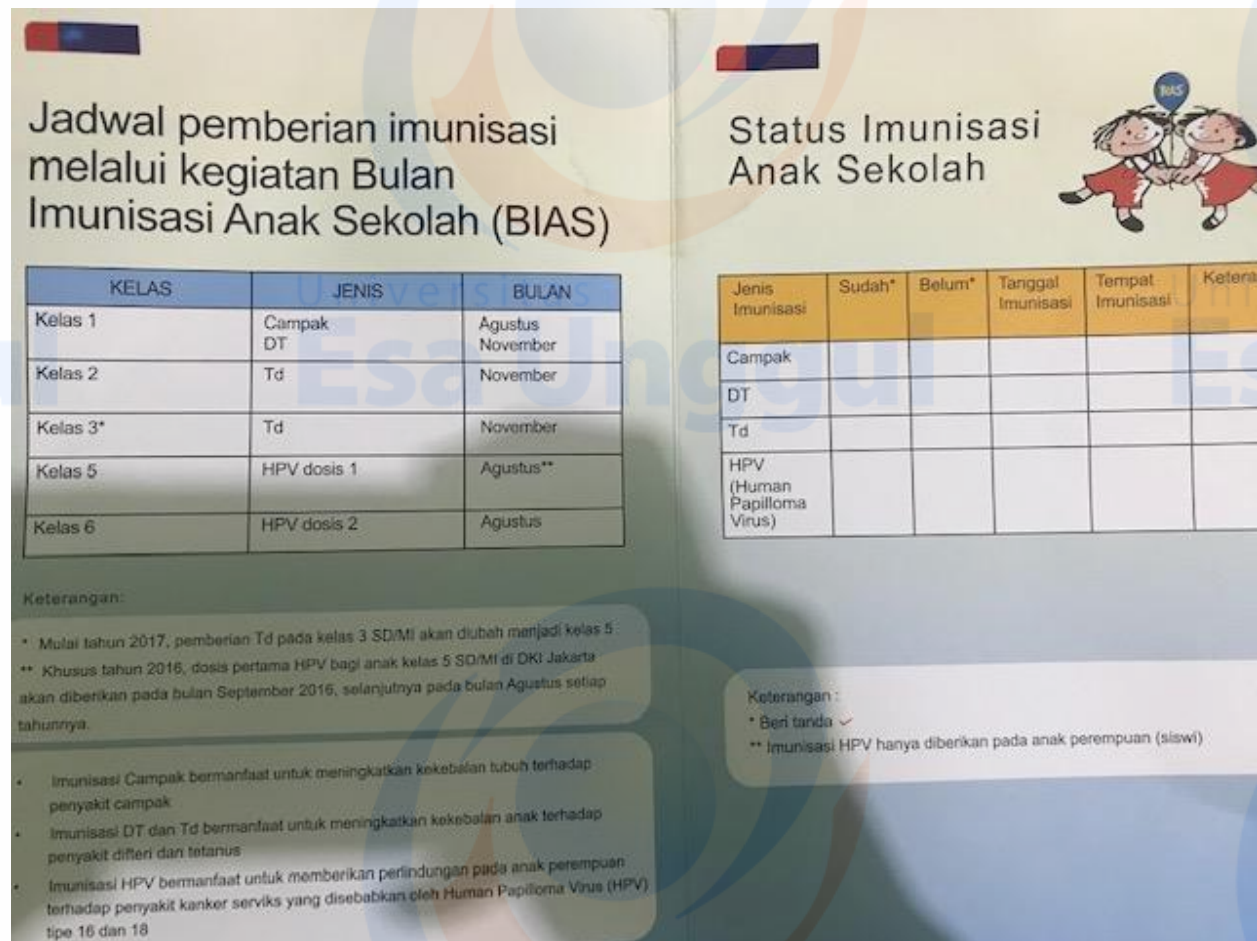 Jadwal pemberian imunisasi
melalui kegiatan Bulan
Imunisasi Anak Sekolah (BIAS)
KELAS JENIS BULAN
Kelas 1 Campak Agustus
DT November
Kelas 2 Td November
Kelas 3* Td November
Kelas 5 HPV dosis 1 Agustus**
Kelas 6 HPV dosis 2 Agustus
Keterangan:
* Mulai tahun 2017, pemberian Td pada kelas 3 SD/MI akan diubah menjadi kelas 5
** Khusus tahun 2016, dosis pertama HPV bagi anak kelas 5 SD/MI di DKI Jakarta
akan diberikan pada bulan September 2016, selanjutnya pada bulan Agustus setiap
tahunnya.
• Imunisasi Campak bermanfaat untuk meningkatkan kekebalan tubuh terhadap
penyakit campak
• Imunisasi DT dan Td bermanfaat untuk meningkatkan kekebalan anak terhadap
penyakit difteri dan tetanus
• Imunisasi HPV bermanfaat untuk memberikan perlindungan pada anak perempuan
terhadap penyakit kanker serviks yang disebabkan oleh Human Papilloma Virus (HPV)
tipe 16 dan 18
Status Imunisasi
Anak Sekolah
BIAS
Jenis Sudah* Belum* Tanggal Tempat Ketera
Imunisasi Imunisasi Imunisasi
Campak
DT
Td
HPV
(Human
Papilloma
Virus)
Keterangan :
* Beri tanda ✓
** Imunisasi HPV hanya diberikan pada anak perempuan (siswi)
Universitas
Esa Unggul